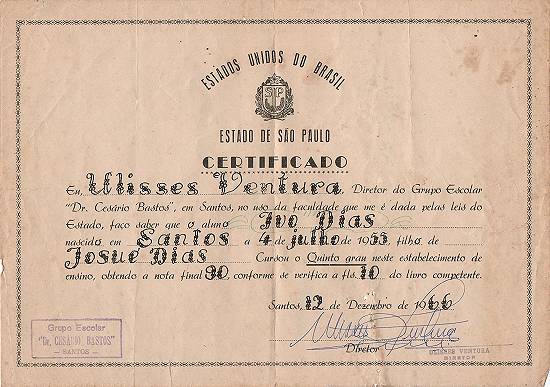 ESTADOS UNIDOS DO BRASIL
ESTADO DE SÃO PAULO
CERTIFICADO
Eu, Ulisses Ventura, Diretor do Grupo Escolar
"Dr. Cesário Bastos", em Santos, no uso da faculdade que me é dada pelas leis do
Estado, faço saber que o aluno Ivo Dias
nascido em Santos a 4 de julho de 1955 filho de
Josué Dias Cursou o Quinto grau neste estabelecimento de
ensino, obtendo a nota final 90, conforme se verifica a fls. 10 do livro competente.
Santos, 12 de Dezembro de 1966
Diretor
ULISSES VENTURA
DIRETOR
Grupo Escolar
"Dr. CESÁRIO BASTOS"
- SANTOS -